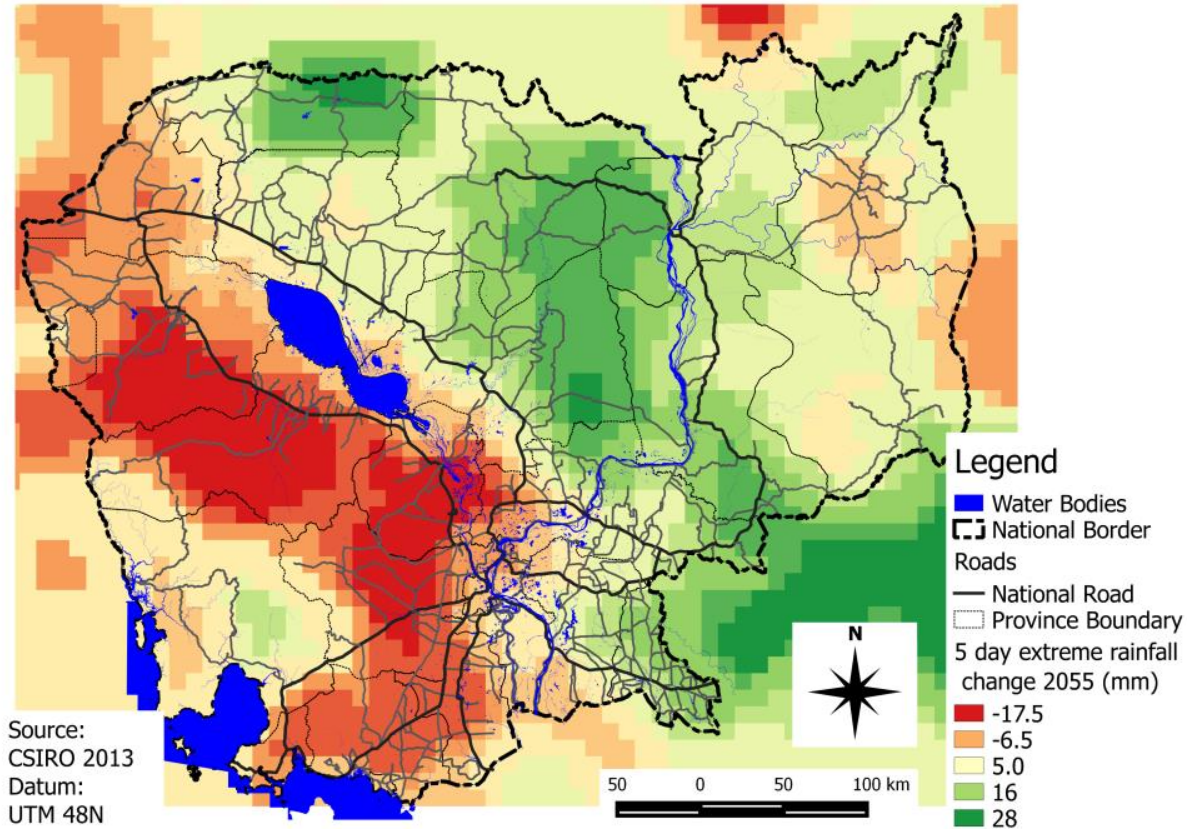 Legend
Water Bodies
National Border
Roads
National Road
Province Boundary
5 day extreme rainfall
change 2055 (mm)
-17.5
-6.5
5.0
16
28
N
Source:
CSIRO 2013
Datum:
UTM 48N
50 0 50 100 km